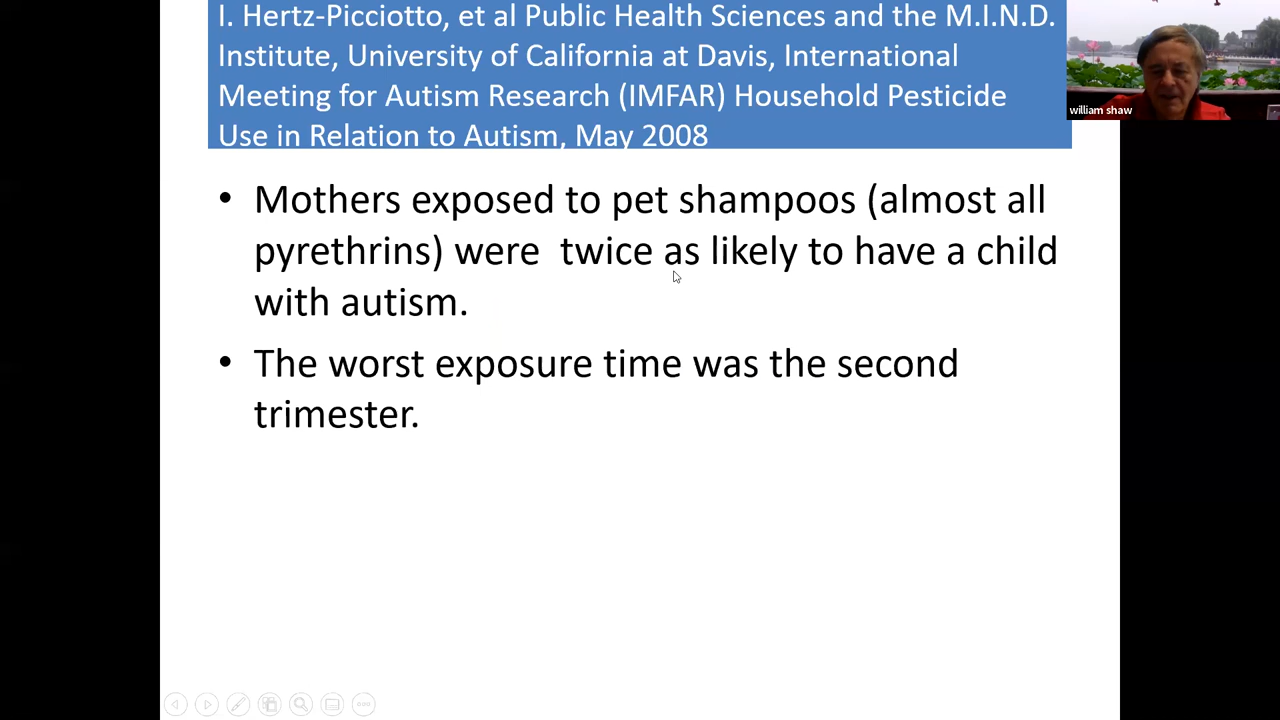 I. Hertz-Picciotto, et al Public Health Sciences and the M.I.N.D.
Institute, University of California at Davis, International
Meeting for Autism Research (IMFAR) Household Pesticide
Use in Relation to Autism, May 2008
william shaw
• Mothers exposed to pet shampoos (almost all
pyrethrins) were  twice as likely to have a child
with autism.
• The worst exposure time was the second
trimester.